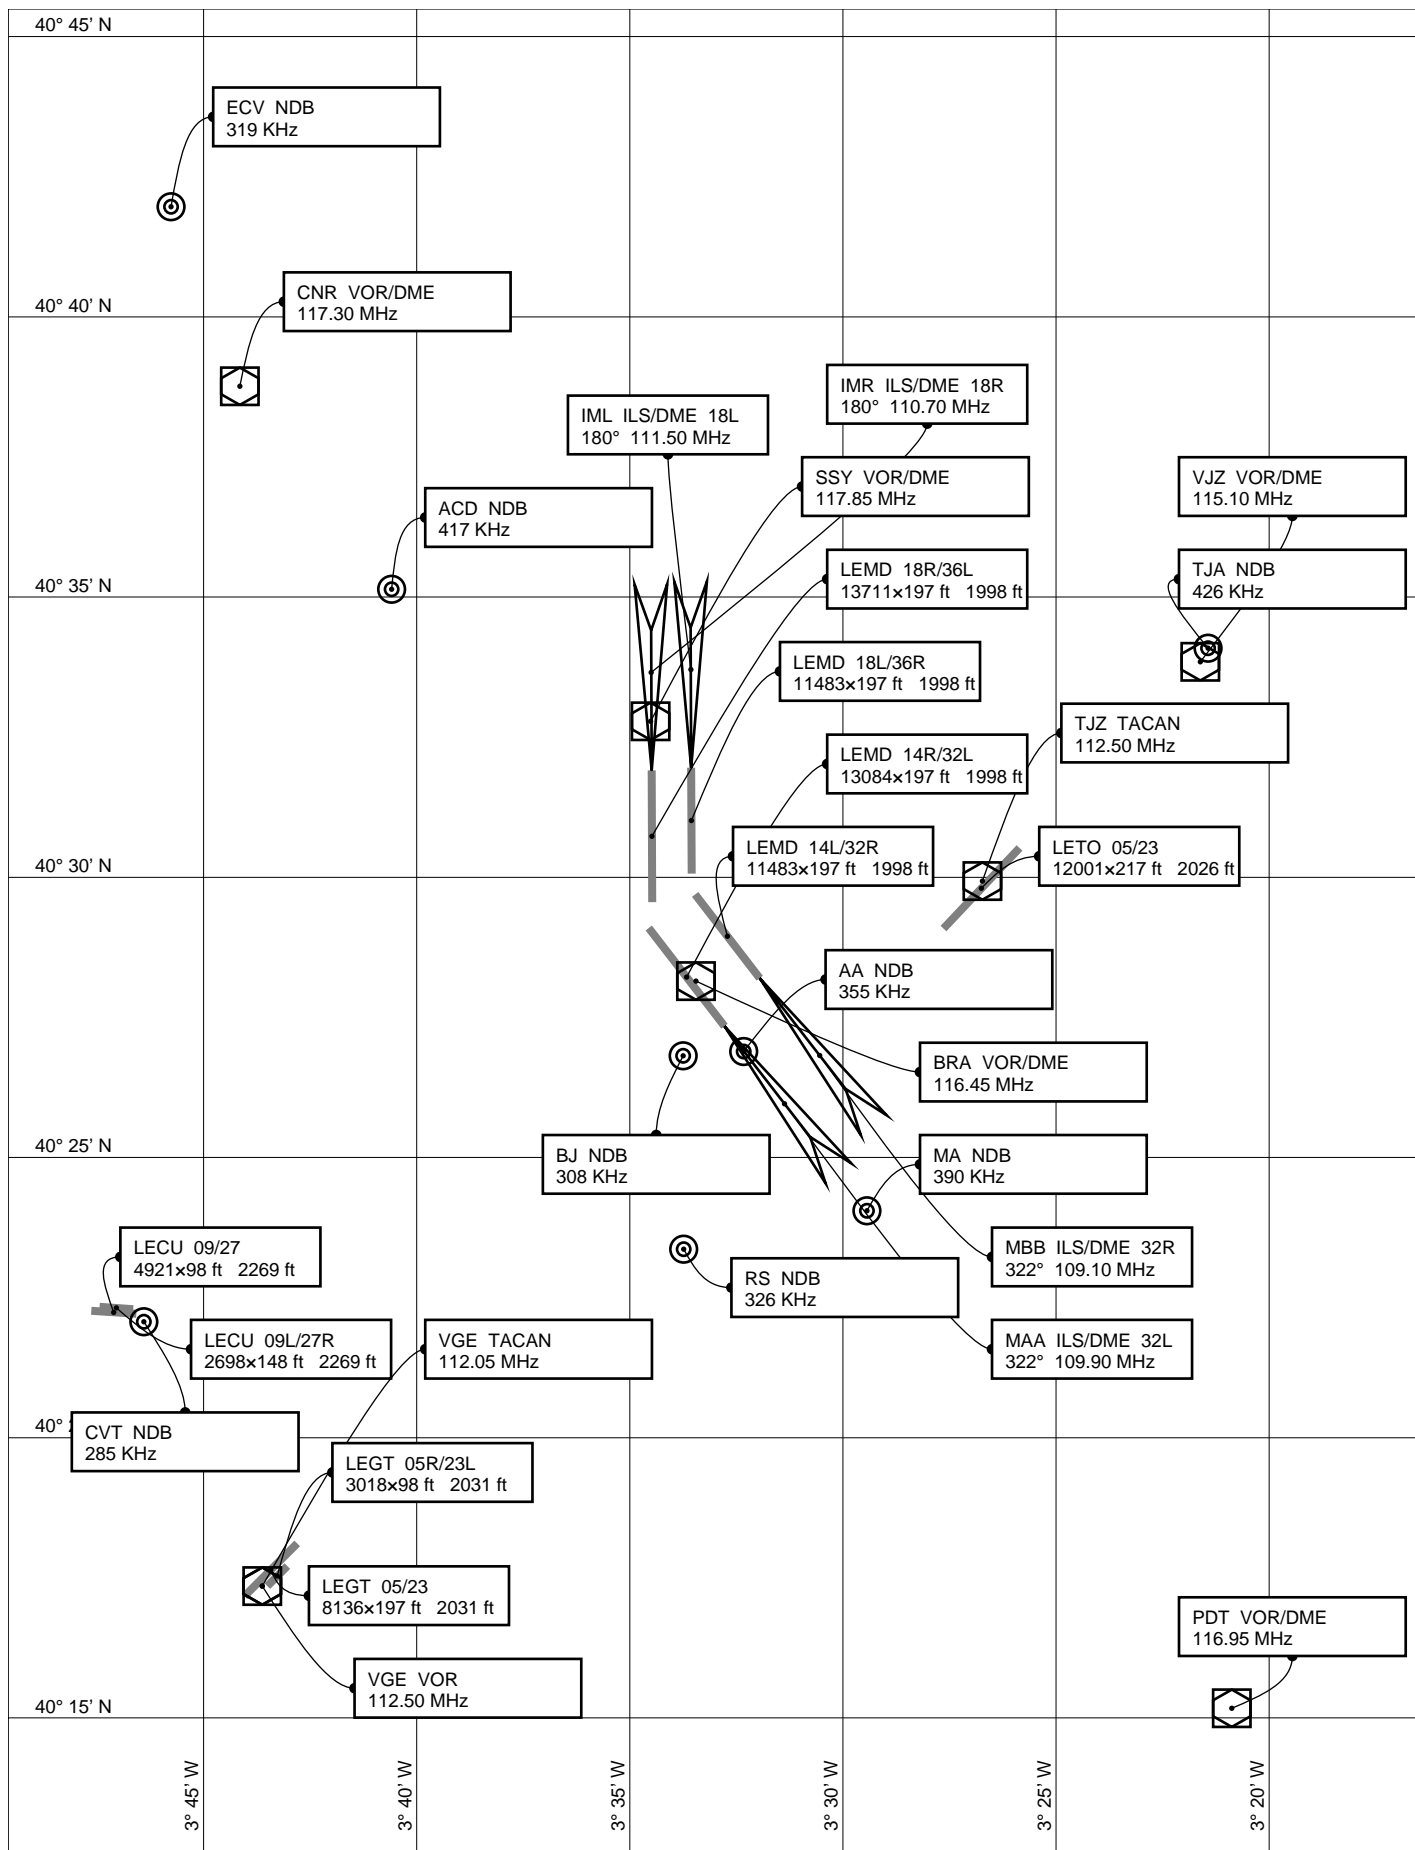 40° 45' N
ECV NDB
319 KHz
CNR VOR/DME
117.30 MHz
40° 40' N
IMR ILS/DME 18R
180° 110.70 MHz
IML ILS/DME 18L
180° 111.50 MHz
SSY VOR/DME
117.85 MHz
VJZ VOR/DME
115.10 MHz
ACD NDB
417 KHz
LEMD 18R/36L
13711×197 ft 1998 ft
TJA NDB
426 KHz
40° 35' N
LEMD 18L/36R
11483×197 ft 1998 ft
TJZ TACAN
112.50 MHz
LEMD 14R/32L
13084×197 ft 1998 ft
LEMD 14L/32R
11483×197 ft 1998 ft
LETO 05/23
12001×217 ft 2026 ft
40° 30' N
AA NDB
355 KHz
BRA VOR/DME
116.45 MHz
40° 25' N
BJ NDB
308 KHz
MA NDB
390 KHz
LECU 09/27
4921×98 ft 2269 ft
MBB ILS/DME 32R
322° 109.10 MHz
RS NDB
326 KHz
LECU 09L/27R
2698×148 ft 2269 ft
VGE TACAN
112.05 MHz
MAA ILS/DME 32L
322° 109.90 MHz
40°
CVT NDB
285 KHz
LEGT 05R/23L
3018×98 ft 2031 ft
LEGT 05/23
8136×197 ft 2031 ft
PDT VOR/DME
116.95 MHz
VGE VOR
112.50 MHz
40° 15' N
3° 45' W
3° 40' W
3° 35' W
3° 30' W
3° 25' W
3° 20' W